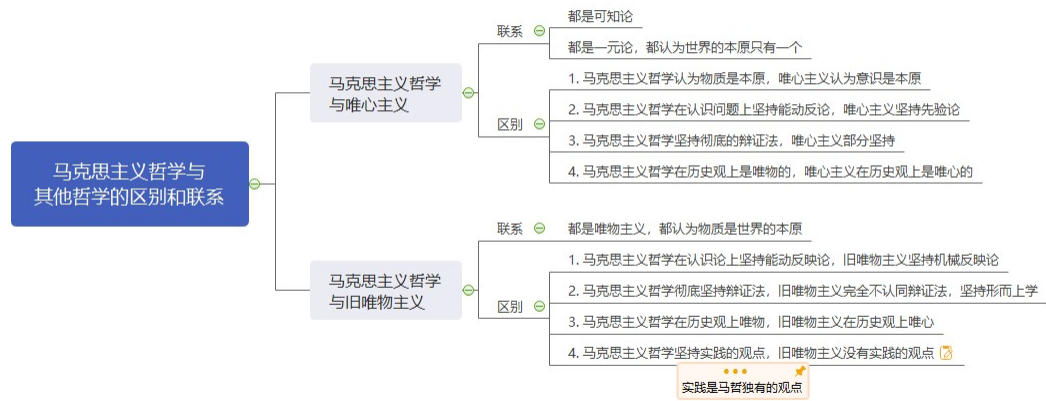 马克思主义哲学与
其他哲学的区别和联系
马克思主义哲学
与唯心主义
联系
都是可知论
都是一元论，都认为世界的本原只有一个
区别
1. 马克思主义哲学认为物质是本原，唯心主义认为意识是本原
2. 马克思主义哲学在认识问题上坚持能动反论，唯心主义坚持先验论
3. 马克思主义哲学坚持彻底的辩证法，唯心主义部分坚持
4. 马克思主义哲学在历史观上是唯物的，唯心主义在历史观上是唯心的
马克思主义哲学
与旧唯物主义
联系
都是唯物主义，都认为物质是世界的本原
区别
1. 马克思主义哲学在认识论上坚持能动反映论，旧唯物主义坚持机械反映论
2. 马克思主义哲学彻底坚持辩证法，旧唯物主义完全不认同辩证法，坚持形而上学
3. 马克思主义哲学在历史观上唯物，旧唯物主义在历史观上唯心
4. 马克思主义哲学坚持实践的观点，旧唯物主义没有实践的观点
实践是马哲独有的观点